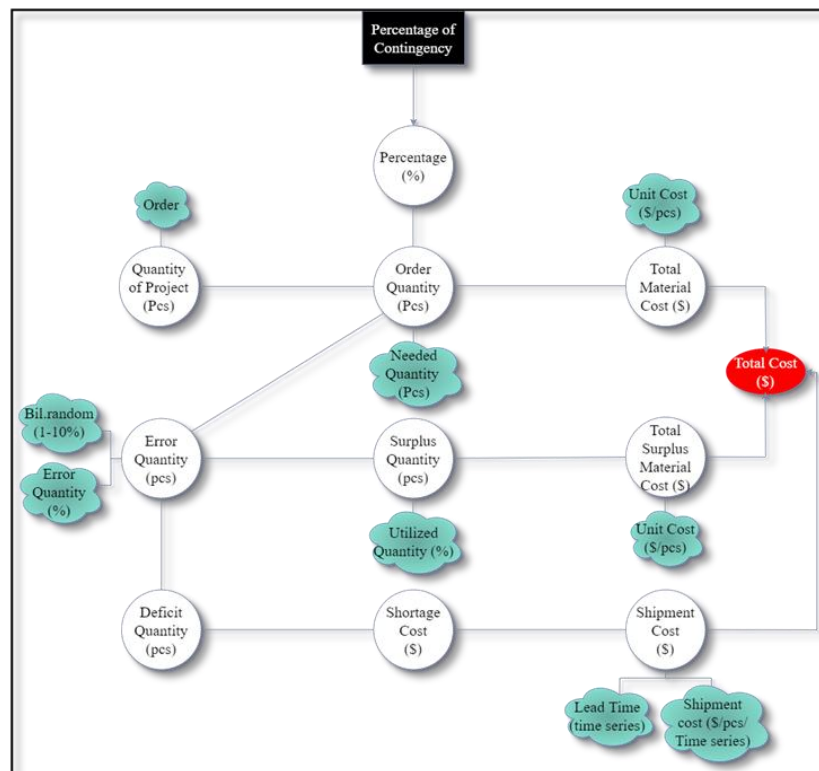 Percentage of
Contingency
Percentage
(%)
Order
Unit Cost
($/pcs)
Quantity
of Project
(Pcs)
Order
Quantity
(Pcs)
Total
Material
Cost ($)
Needed
Quantity
(Pcs)
Total Cost
($)
Bil.random
(1-10%)
Error
Quantity
(%)
Error
Quantity
(pcs)
Surplus
Quantity
(pcs)
Total
Surplus
Material
Cost ($)
Utilized
Quantity (%)
Unit Cost
($/pcs)
Deficit
Quantity
(pcs)
Shortage
Cost
($)
Shipment
Cost
($)
Lead Time
(time series)
Shipment
cost ($/pcs/
Time series)